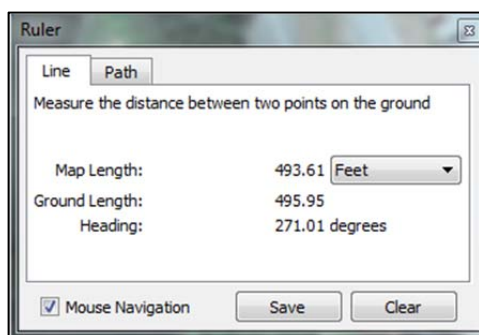 Ruler
Line Path
Measure the distance between two points on the ground
Map Length: 493.61 Feet
Ground Length: 495.95
Heading: 271.01 degrees
Mouse Navigation Save Clear